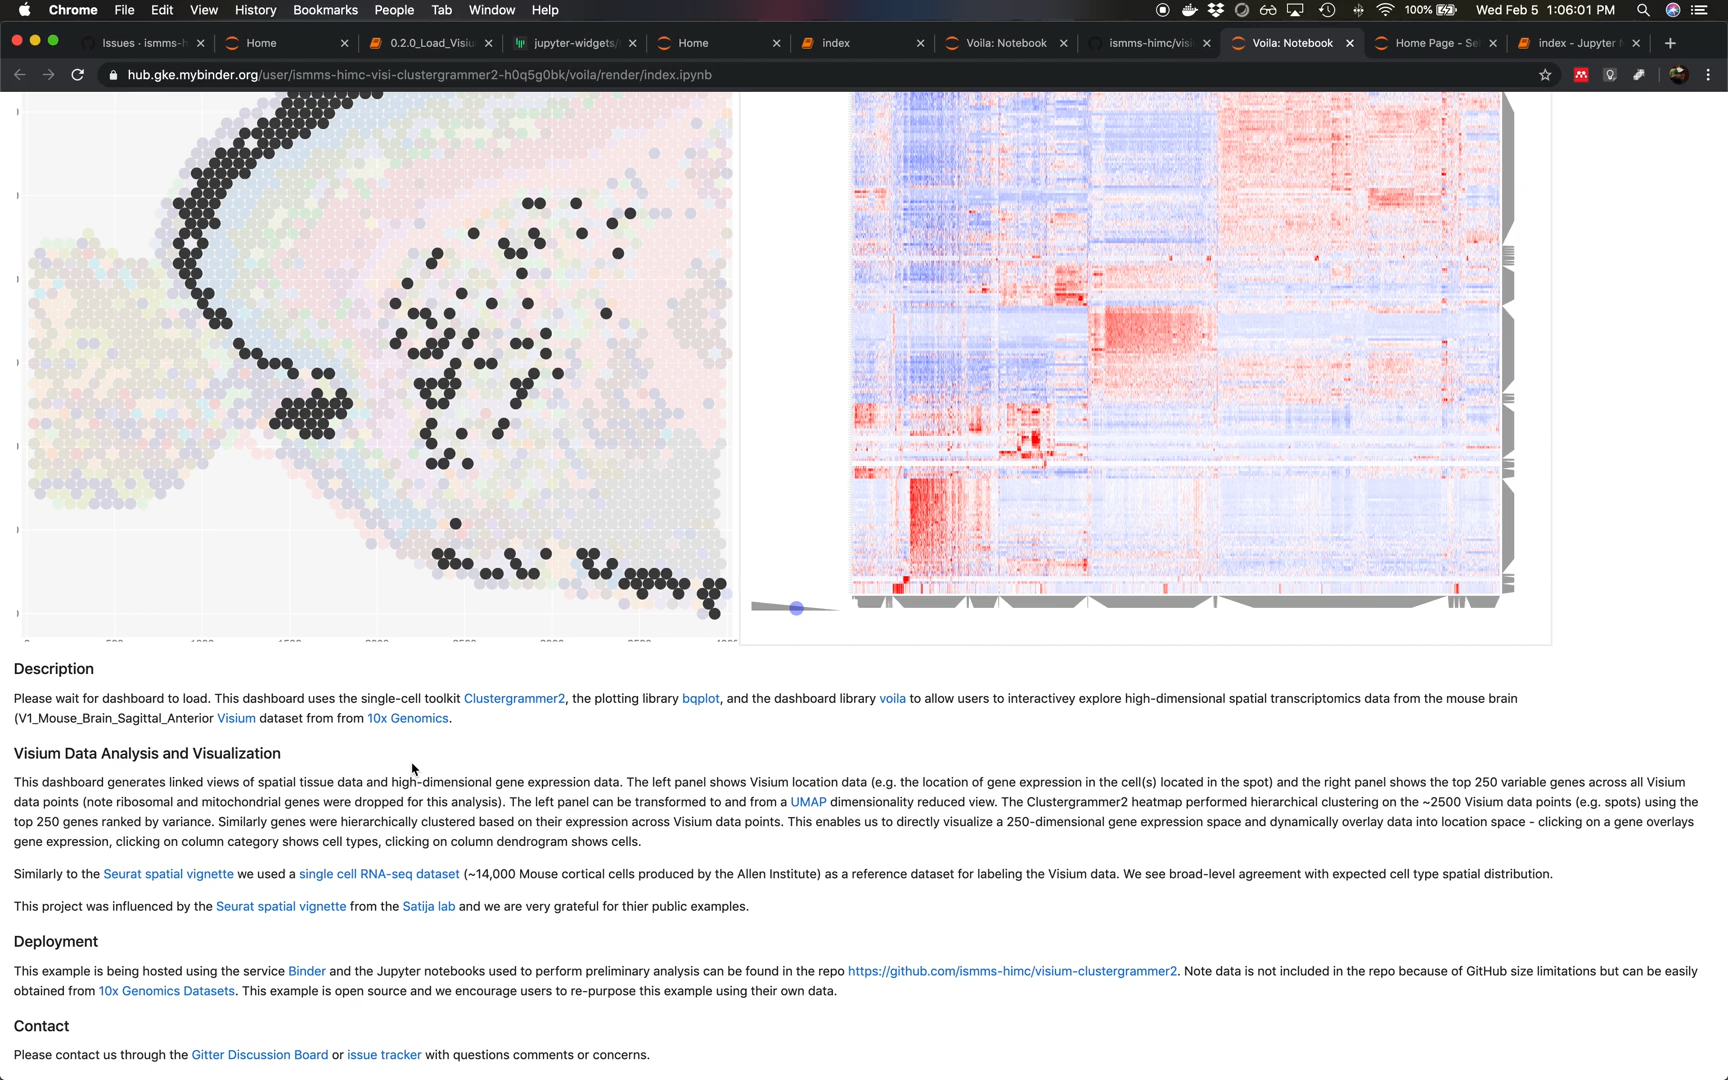 Chrome File Edit View History Bookmarks People Tab Window Help 100% Wed Feb 5 1:06:01 PM
Issues · ismms-h Home 0.2.0_Load_Visiu jupyter-widgets/ Home index Voila: Notebook ismms-himc/visi Voila: Notebook Home Page - Se index - Jupyter
hub.gke.mybinder.org/user/ismms-himc-visi-clustergrammer2-h0q5g0bk/voila/render/index.ipynb
Description
Please wait for dashboard to load. This dashboard uses the single-cell toolkit Clustergrammer2, the plotting library bqplot, and the dashboard library voila to allow users to interactivey explore high-dimensional spatial transcriptomics data from the mouse brain
(V1_Mouse_Brain_Sagittal_Anterior Visium dataset from from 10x Genomics.
Visium Data Analysis and Visualization
This dashboard generates linked views of spatial tissue data and high-dimensional gene expression data. The left panel shows Visium location data (e.g. the location of gene expression in the cell(s) located in the spot) and the right panel shows the top 250 variable genes across all Visium
data points (note ribosomal and mitochondrial genes were dropped for this analysis). The left panel can be transformed to and from a UMAP dimensionality reduced view. The Clustergrammer2 heatmap performed hierarchical clustering on the ~2500 Visium data points (e.g. spots) using the
top 250 genes ranked by variance. Similarly genes were hierarchically clustered based on their expression across Visium data points. This enables us to directly visualize a 250-dimensional gene expression space and dynamically overlay data into location space - clicking on a gene overlays
gene expression, clicking on column category shows cell types, clicking on column dendrogram shows cells.
Similarly to the Seurat spatial vignette we used a single cell RNA-seq dataset (~14,000 Mouse cortical cells produced by the Allen Institute) as a reference dataset for labeling the Visium data. We see broad-level agreement with expected cell type spatial distribution.
This project was influenced by the Seurat spatial vignette from the Satija lab and we are very grateful for thier public examples.
Deployment
This example is being hosted using the service Binder and the Jupyter notebooks used to perform preliminary analysis can be found in the repo https://github.com/ismms-himc/visium-clustergrammer2. Note data is not included in the repo because of GitHub size limitations but can be easily
obtained from 10x Genomics Datasets. This example is open source and we encourage users to re-purpose this example using their own data.
Contact
Please contact us through the Gitter Discussion Board or issue tracker with questions comments or concerns.